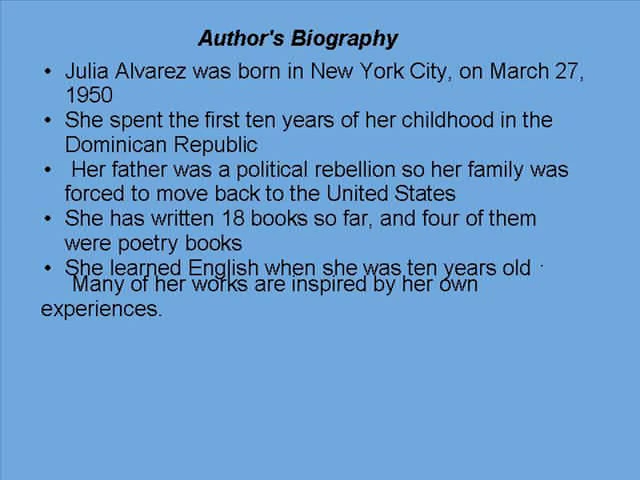 Author's Biography
• Julia Alvarez was born in New York City, on March 27,
1950
• She spent the first ten years of her childhood in the
Dominican Republic
• Her father was a political rebellion so her family was
forced to move back to the United States
• She has written 18 books so far, and four of them
were poetry books
• She learned English when she was ten years old .
Many of her works are inspired by her own
experiences.